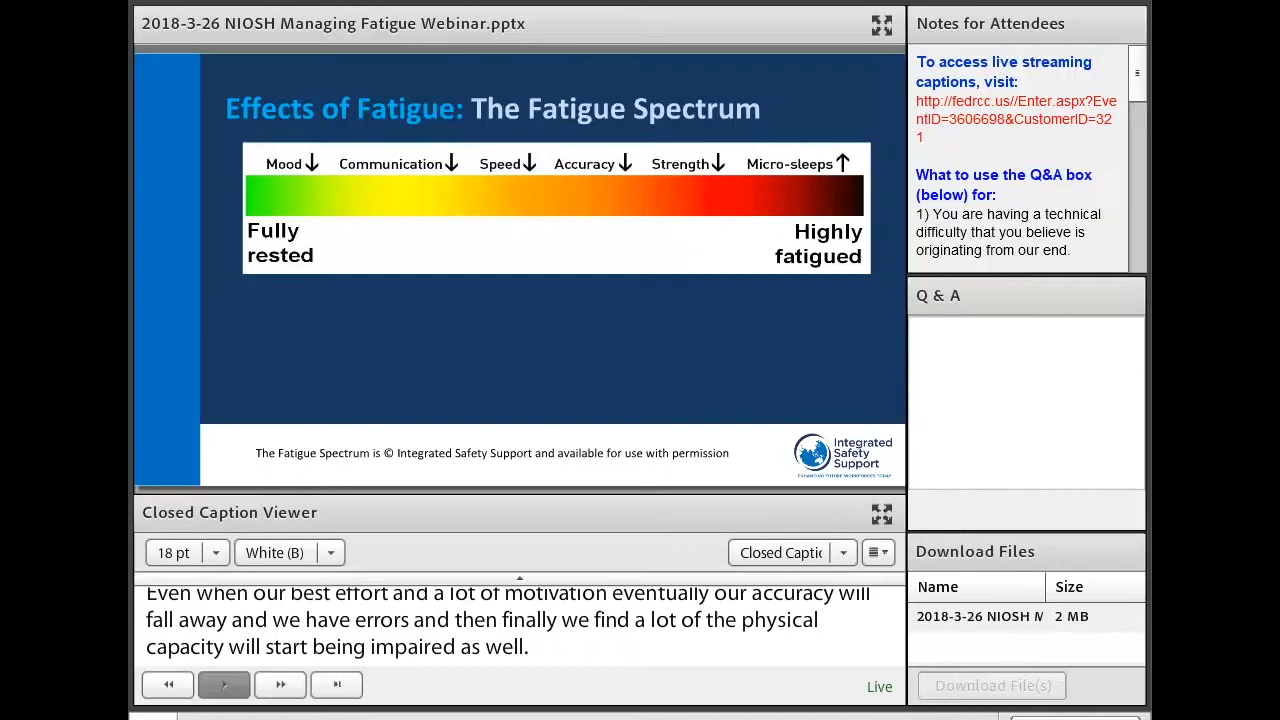 2018-3-26 NIOSH Managing Fatigue Webinar.pptx
Effects of Fatigue: The Fatigue Spectrum
Mood↓ Communication↓ Speed↓ Accuracy↓ Strength↓ Micro-sleeps↑
Fully
rested
Highly
fatigued
The Fatigue Spectrum is © Integrated Safety Support and available for use with permission
Integrated
Safety
Support
ENHANCING FUTURE WORKFORCES TODAY
Closed Caption Viewer
18 pt
White (B)
Closed Captic
Even when our best effort and a lot of motivation eventually our accuracy will
fall away and we have errors and then finally we find a lot of the physical
capacity will start being impaired as well.
Live
Notes for Attendees
To access live streaming
captions, visit:
http://fedrcc.us//Enter.aspx?Eve
ntID=3606698&CustomerID=32
1
What to use the Q&A box
(below) for:
1) You are having a technical
difficulty that you believe is
originating from our end.
Q & A
Download Files
Name Size
2018-3-26 NIOSH M 2 MB
Download File(s)